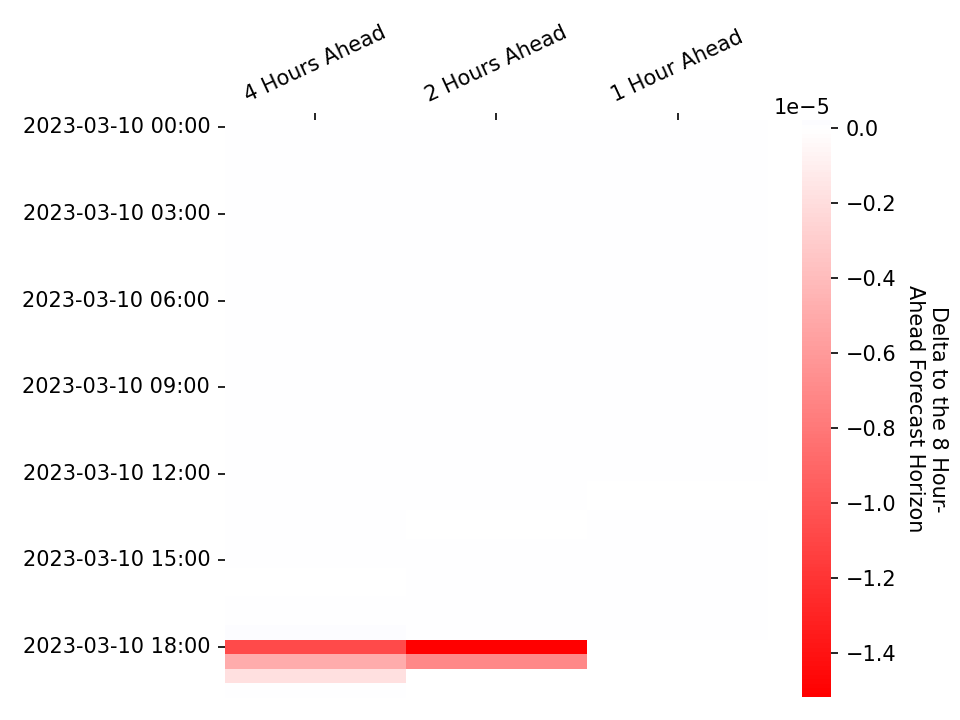 4 Hours Ahead
2 Hours Ahead
1 Hour Ahead
2023-03-10 00:00
2023-03-10 03:00
2023-03-10 06:00
2023-03-10 09:00
2023-03-10 12:00
2023-03-10 15:00
2023-03-10 18:00
1e−5
0.0
−0.2
−0.4
−0.6
−0.8
−1.0
−1.2
−1.4
Delta to the 8 Hour-
Ahead Forecast Horizon